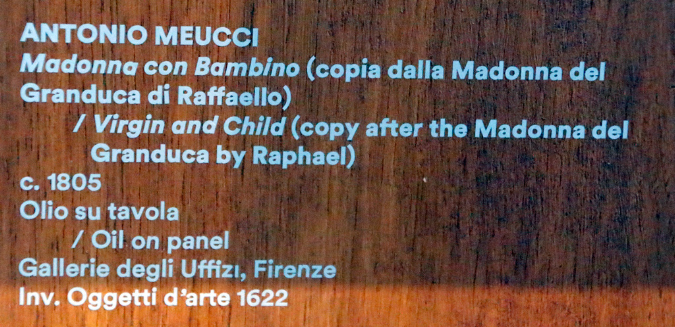 ANTONIO MEUCCI
Madonna con Bambino (copia dalla Madonna del
Granduca di Raffaello)
/ Virgin and Child (copy after the Madonna del
Granduca by Raphael)
c. 1805
Olio su tavola
/ Oil on panel
Gallerie degli Uffizi, Firenze
Inv. Oggetti d'arte 1622